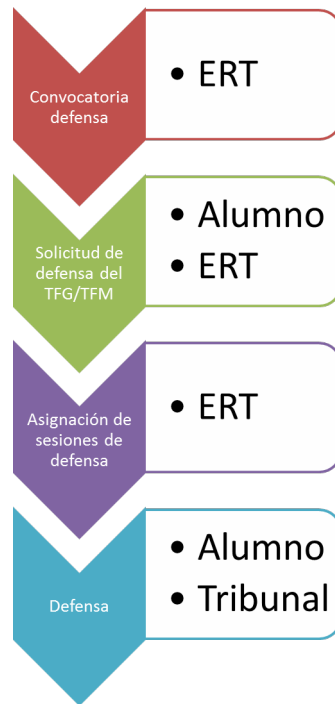 Convocatoria
defensa
• ERT
Solicitud de
defensa del
TFG/TFM
• Alumno
• ERT
Asignación de
sesiones de
defensa
• ERT
Defensa
• Alumno
• Tribunal